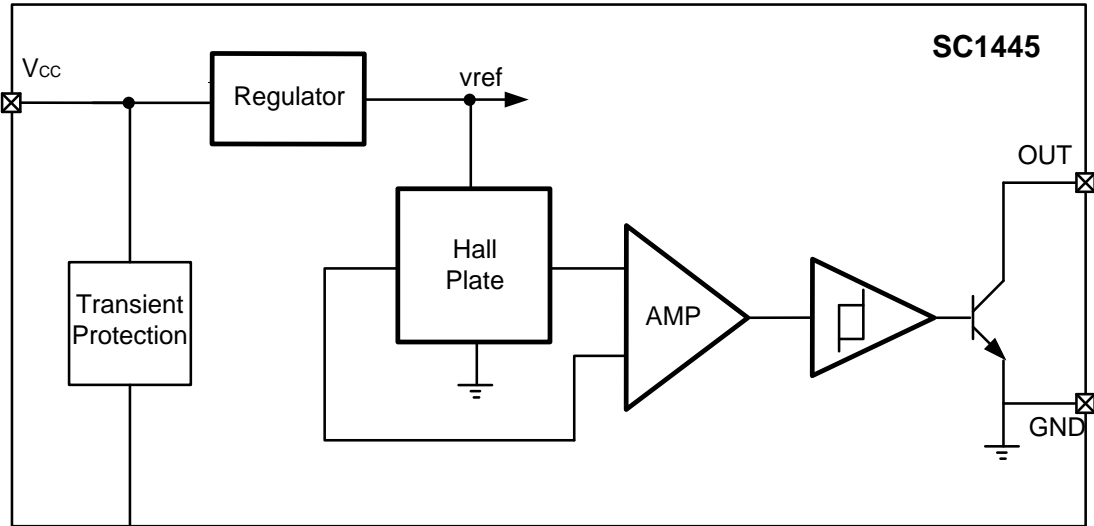 SC1445
Vcc
Regulator
vref
OUT
Hall
Plate
Transient
Protection
AMP
GND